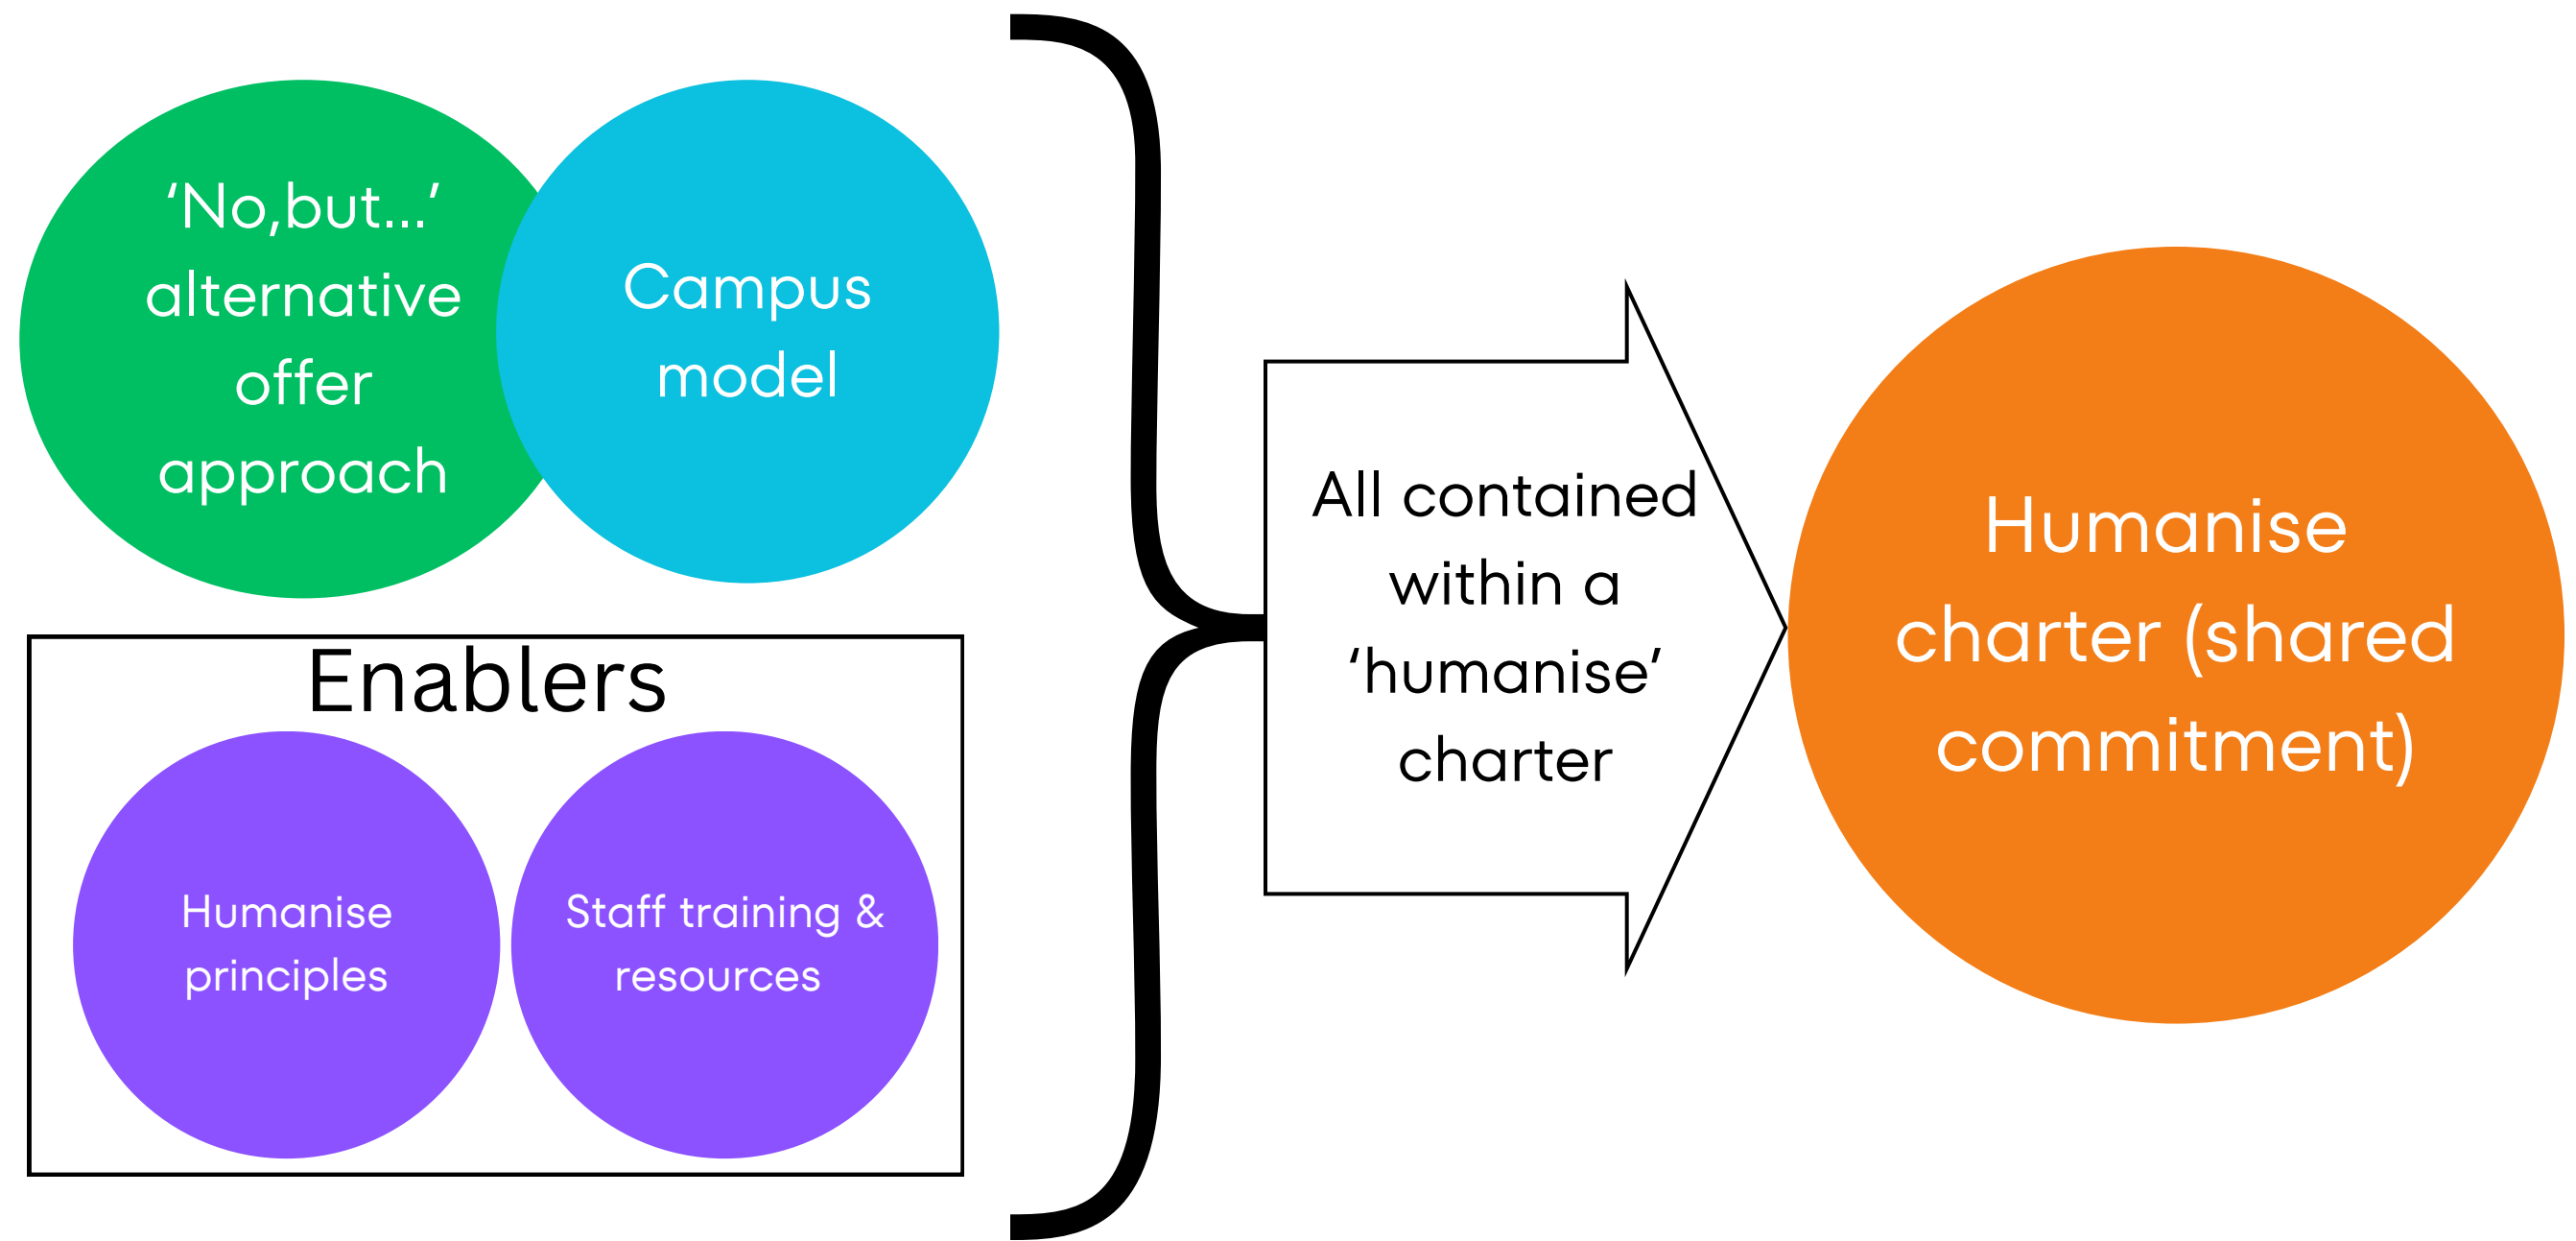 ‘No,but...’
alternative
offer
approach
Campus
model
Enablers
Humanise
principles
Staff training &
resources
All contained
within a
‘humanise’
charter
Humanise
charter (shared
commitment)